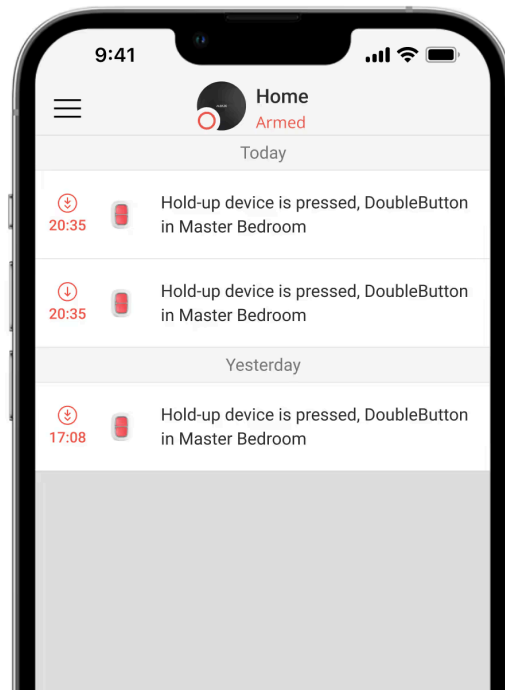 9:41
Home
Armed
Today
20:35
Hold-up device is pressed, DoubleButton
in Master Bedroom
20:35
Hold-up device is pressed, DoubleButton
in Master Bedroom
Yesterday
17:08
Hold-up device is pressed, DoubleButton
in Master Bedroom